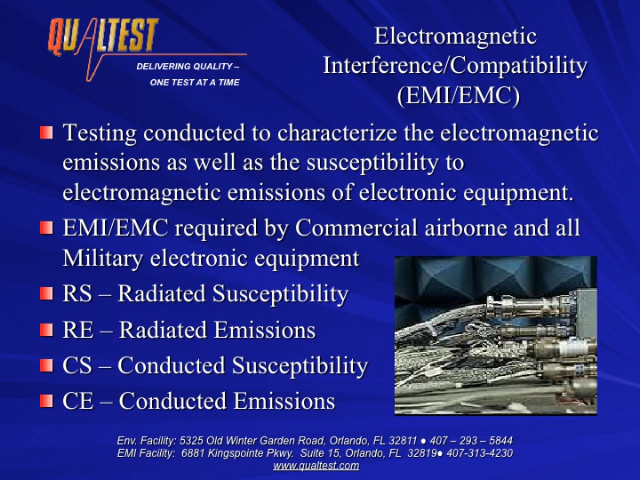 QUALTEST
DELIVERING QUALITY –
ONE TEST AT A TIME
Electromagnetic
Interference/Compatibility
(EMI/EMC)
Testing conducted to characterize the electromagnetic
emissions as well as the susceptibility to
electromagnetic emissions of electronic equipment.
EMI/EMC required by Commercial airborne and all
Military electronic equipment
RS – Radiated Susceptibility
RE – Radiated Emissions
CS – Conducted Susceptibility
CE – Conducted Emissions
Env. Facility: 5325 Old Winter Garden Road, Orlando, FL 32811 ● 407 – 293 – 5844
EMI Facility: 6881 Kingspointe Pkwy. Suite 15, Orlando, FL 32819● 407-313-4230
www.qualtest.com